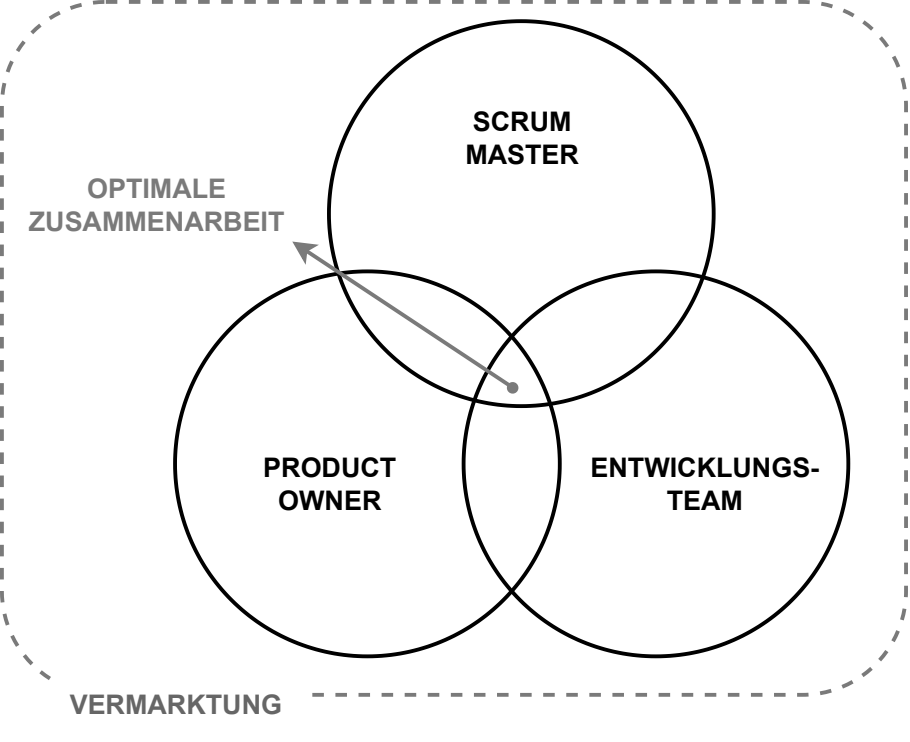 SCRUM
MASTER
OPTIMALE
ZUSAMMENARBEIT
PRODUCT
OWNER
ENTWICKLUNGS-
TEAM
VERMARKTUNG